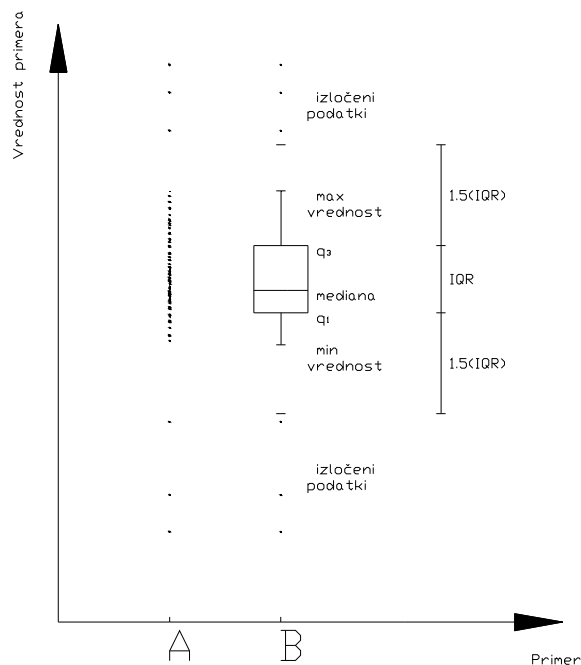 Vrednost primera
izločeni
podatki
max
vrednost
1.5(IQR)
q3
IQR
mediana
q1
min
vrednost
1.5(IQR)
izločeni
podatki
A
B
Primer